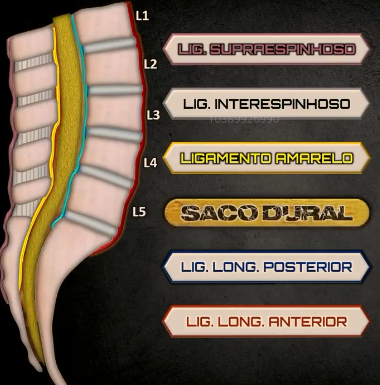 L1
LIG. SUPRAESPINHOSO
L2
LIG. INTERESPINHOSO
L3
10389926990
LIGAMENTO AMARELO
L4
SACO DURAL
L5
LIG. LONG. POSTERIOR
LIG. LONG. ANTERIOR